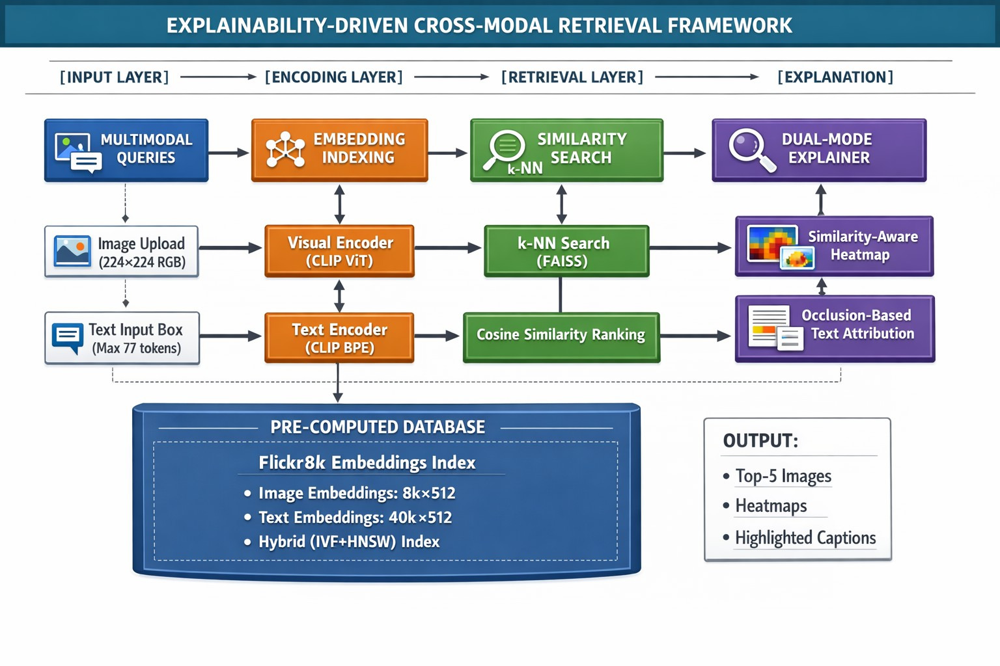 EXPLAINABILITY-DRIVEN CROSS-MODAL RETRIEVAL FRAMEWORK
[INPUT LAYER]
[ENCODING LAYER]
[RETRIEVAL LAYER]
[EXPLANATION]
MULTIMODAL
QUERIES
EMBEDDING
INDEXING
SIMILARITY
SEARCH
k-NN
DUAL-MODE
EXPLAINER
Image Upload
(224×224 RGB)
Visual Encoder
(CLIP ViT)
k-NN Search
(FAISS)
Similarity-Aware
Heatmap
Text Input Box
(Max 77 tokens)
Text Encoder
(CLIP BPE)
Cosine Similarity Ranking
Occlusion-Based
Text Attribution
PRE-COMPUTED DATABASE
Flickr8k Embeddings Index
• Image Embeddings: 8k×512
• Text Embeddings: 40k×512
• Hybrid (IVF+HNSW) Index
OUTPUT:
• Top-5 Images
• Heatmaps
• Highlighted Captions